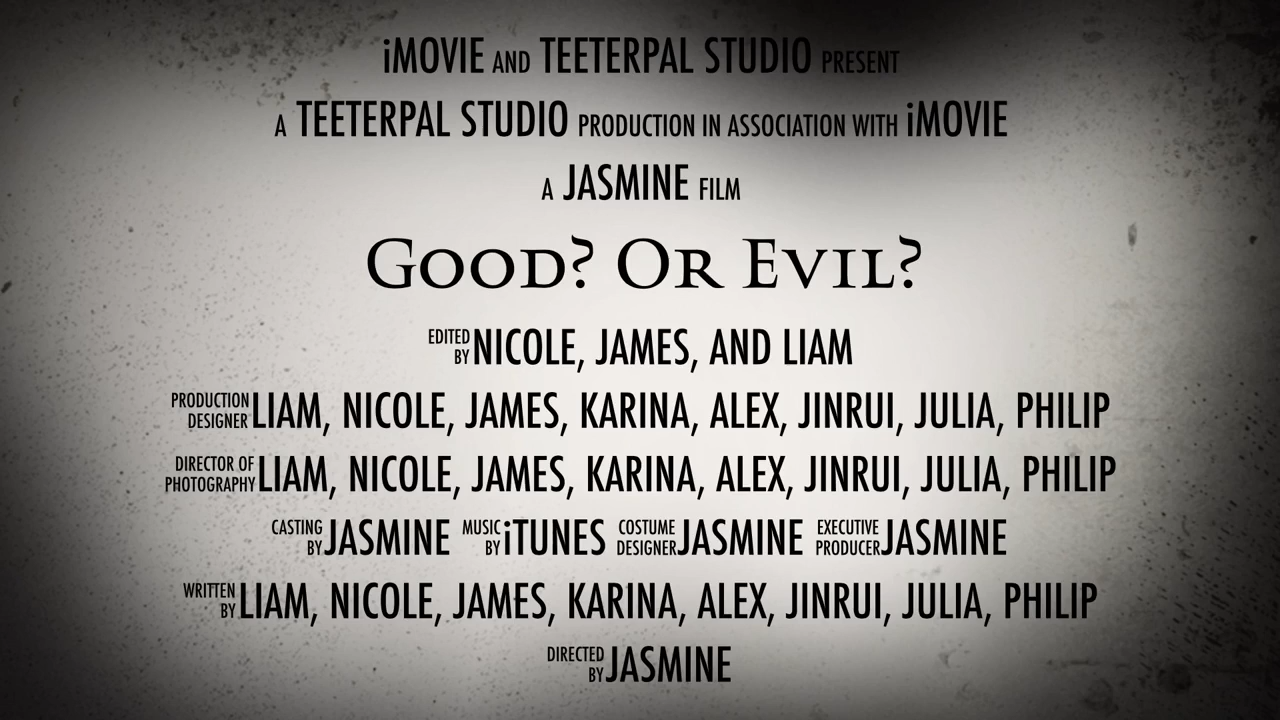 iMOVIE AND TEETERPAL STUDIO PRESENT
A TEETERPAL STUDIO PRODUCTION IN ASSOCIATION WITH iMOVIE
A JASMINE FILM
GOOD? OR EVIL?
EDITED BY NICOLE, JAMES, AND LIAM
PRODUCTION DESIGNER LIAM, NICOLE, JAMES, KARINA, ALEX, JINRUI, JULIA, PHILIP
DIRECTOR OF PHOTOGRAPHY LIAM, NICOLE, JAMES, KARINA, ALEX, JINRUI, JULIA, PHILIP
CASTING BY JASMINE MUSIC BY iTUNES COSTUME DESIGNER JASMINE EXECUTIVE PRODUCER JASMINE
WRITTEN BY LIAM, NICOLE, JAMES, KARINA, ALEX, JINRUI, JULIA, PHILIP
DIRECTED BY JASMINE